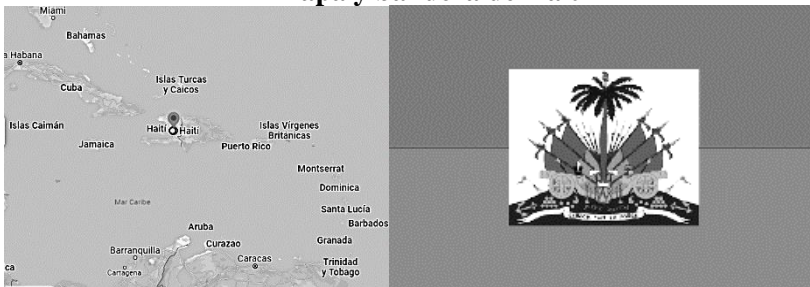 Miami
Bahamas
a Habana
Islas Turcas
y Caicos
Cuba
Islas Caimán
Haití Haiti
Islas Vírgenes
Británicas
Jamaica
Puerto Rico
Montserrat
Dominica
Mar Caribe
Santa Lucía
Barbados
Aruba
Granada
Curazao
Barranquilla
Caracas
Trinidad
y Tobago
Cartagena
ca